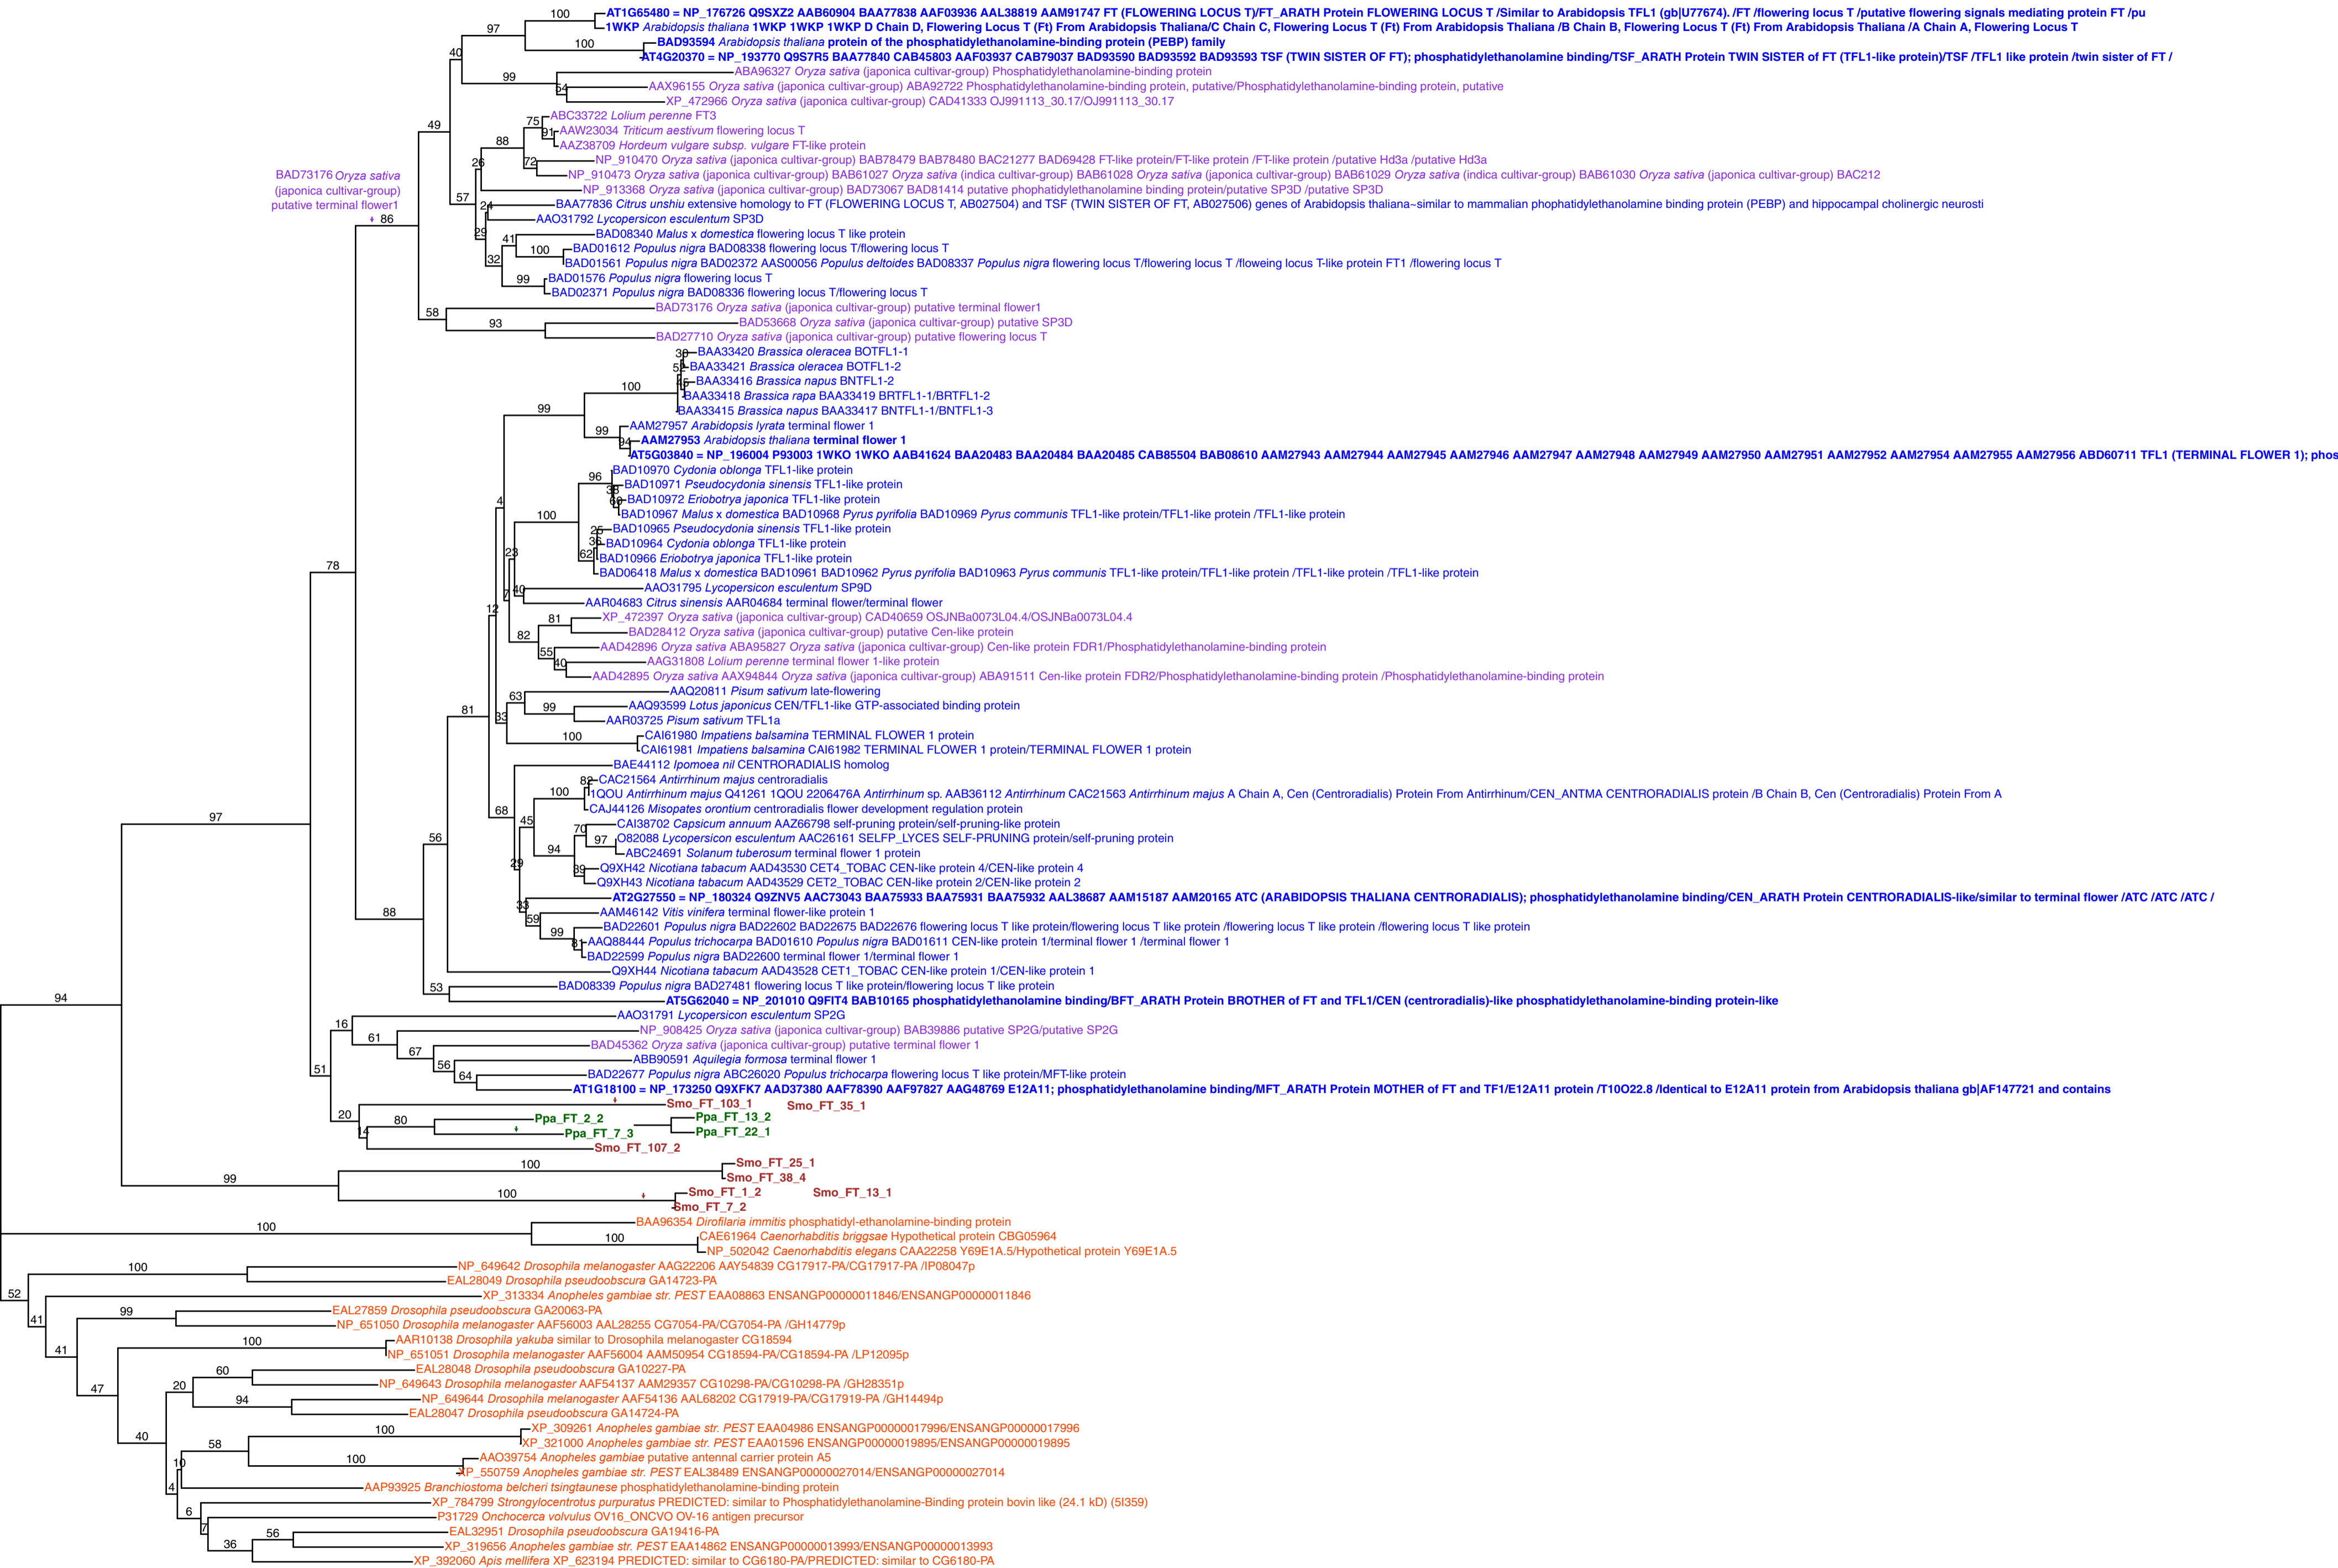 AT1G65480 = NP_176726 Q9SXZ2 AAB60904 BAA77838 AAF03936 AAL38819 AAM91747 FT (FLOWERING LOCUS T)/FT_ARATH Protein FLOWERING LOCUS T /Similar to Arabidopsis TFL1 (gb|U77674). /FT /flowering locus T /putative flowering signals mediating protein FT /pu
1WKP Arabidopsis thaliana 1WKP 1WKP 1WKP D Chain D, Flowering Locus T (Ft) From Arabidopsis Thaliana/C Chain C, Flowering Locus T (Ft) From Arabidopsis Thaliana /B Chain B, Flowering Locus T (Ft) From Arabidopsis Thaliana /A Chain A, Flowering Locus T
BAD93594 Arabidopsis thaliana protein of the phosphatidylethanolamine-binding protein (PEBP) family
AT4G20370 = NP_193770 Q9S7R5 BAA77840 CAB45803 AAF03937 CAB79037 BAD93590 BAD93592 BAD93593 TSF (TWIN SISTER OF FT); phosphatidylethanolamine binding/TSF_ARATH Protein TWIN SISTER of FT (TFL1-like protein)/TSF /TFL1 like protein /twin sister of FT /
ABA96327 Oryza sativa (japonica cultivar-group) Phosphatidylethanolamine-binding protein
AAX96155 Oryza sativa (japonica cultivar-group) ABA92722 Phosphatidylethanolamine-binding protein, putative/Phosphatidylethanolamine-binding protein, putative
XP_472966 Oryza sativa (japonica cultivar-group) CAD41333 OJ991113_30.17/OJ991113_30.17
ABC33722 Lolium perenne FT3
AAW23034 Triticum aestivum flowering locus T
AAZ38709 Hordeum vulgare subsp. vulgare FT-like protein
NP_910470 Oryza sativa (japonica cultivar-group) BAB78479 BAB78480 BAC21277 BAD69428 FT-like protein/FT-like protein /FT-like protein /putative Hd3a /putative Hd3a
NP_910473 Oryza sativa (japonica cultivar-group) BAB61027 Oryza sativa (indica cultivar-group) BAB61028 Oryza sativa (japonica cultivar-group) BAB61029 Oryza sativa (indica cultivar-group) BAB61030 Oryza sativa (japonica cultivar-group) BAC212
NP_913368 Oryza sativa (japonica cultivar-group) BAD73067 BAD81414 putative phophatidylethanolamine binding protein/putative SP3D /putative SP3D
BAD73176 Oryza sativa
(japonica cultivar-group)
putative terminal flower1
BAA77836 Citrus unshiu extensive homology to FT (FLOWERING LOCUS T, AB027504) and TSF (TWIN SISTER OF FT, AB027506) genes of Arabidopsis thaliana~similar to mammalian phophatidylethanolamine binding protein (PEBP) and hippocampal cholinergic neurosti
AAO31792 Lycopersicon esculentum SP3D
BAD08340 Malus x domestica flowering locus T like protein
BAD01612 Populus nigra BAD08338 flowering locus T/flowering locus T
BAD01561 Populus nigra BAD02372 AAS00056 Populus deltoides BAD08337 Populus nigra flowering locus T/flowering locus T /floweing locus T-like protein FT1 /flowering locus T
BAD01576 Populus nigra flowering locus T
BAD02371 Populus nigra BAD08336 flowering locus T/flowering locus T
BAD73176 Oryza sativa (japonica cultivar-group) putative terminal flower1
BAD53668 Oryza sativa (japonica cultivar-group) putative SP3D
BAD27710 Oryza sativa (japonica cultivar-group) putative flowering locus T
BAA33420 Brassica oleracea BOTFL1-1
BAA33421 Brassica oleracea BOTFL1-2
BAA33416 Brassica napus BNTFL1-2
BAA33418 Brassica rapa BAA33419 BRTFL1-1/BRTFL1-2
BAA33415 Brassica napus BAA33417 BNTFL1-1/BNTFL1-3
AAM27957 Arabidopsis lyrata terminal flower 1
AAM27953 Arabidopsis thaliana terminal flower 1
AT5G03840 = NP_196004 P93003 1WKO 1WKO AAB41624 BAA20483 BAA20484 BAA20485 CAB85504 BAB08610 AAM27943 AAM27944 AAM27945 AAM27946 AAM27947 AAM27948 AAM27949 AAM27950 AAM27951 AAM27952 AAM27954 AAM27955 AAM27956 ABD60711 TFL1 (TERMINAL FLOWER 1); phos
BAD10970 Cydonia oblonga TFL1-like protein
BAD10971 Pseudocydonia sinensis TFL1-like protein
BAD10972 Eriobotrya japonica TFL1-like protein
BAD10967 Malus x domestica BAD10968 Pyrus pyrifolia BAD10969 Pyrus communis TFL1-like protein/TFL1-like protein /TFL1-like protein
BAD10965 Pseudocydonia sinensis TFL1-like protein
BAD10964 Cydonia oblonga TFL1-like protein
BAD10966 Eriobotrya japonica TFL1-like protein
BAD06418 Malus x domestica BAD10961 BAD10962 Pyrus pyrifolia BAD10963 Pyrus communis TFL1-like protein/TFL1-like protein /TFL1-like protein /TFL1-like protein
AAO31795 Lycopersicon esculentum SP9D
AAR04683 Citrus sinensis AAR04684 terminal flower/terminal flower
XP_472397 Oryza sativa (japonica cultivar-group) CAD40659 OSJNBa0073L04.4/OSJNBa0073L04.4
BAD28412 Oryza sativa (japonica cultivar-group) putative Cen-like protein
AAD42896 Oryza sativa ABA95827 Oryza sativa (japonica cultivar-group) Cen-like protein FDR1/Phosphatidylethanolamine-binding protein
AAG31808 Lolium perenne terminal flower 1-like protein
AAD42895 Oryza sativa AAX94844 Oryza sativa (japonica cultivar-group) ABA91511 Cen-like protein FDR2/Phosphatidylethanolamine-binding protein /Phosphatidylethanolamine-binding protein
AAQ20811 Pisum sativum late-flowering
AAQ93599 Lotus japonicus CEN/TFL1-like GTP-associated binding protein
AAR03725 Pisum sativum TFL1a
CAI61980 Impatiens balsamina TERMINAL FLOWER 1 protein
CAI61981 Impatiens balsamina CAI61982 TERMINAL FLOWER 1 protein/TERMINAL FLOWER 1 protein
BAE44112 Ipomoea nil CENTRORADIALIS homolog
CAC21564 Antirrhinum majus centroradialis
1QOU Antirrhinum majus Q41261 1QOU 2206476A Antirrhinum sp. AAB36112 Antirrhinum CAC21563 Antirrhinum majus A Chain A, Cen (Centroradialis) Protein From Antirrhinum/CEN_ANTMA CENTRORADIALIS protein /B Chain B, Cen (Centroradialis) Protein From A
CAJ44126 Misopates orontium centroradialis flower development regulation protein
CAI38702 Capsicum annuum AAZ66798 self-pruning protein/self-pruning-like protein
O82088 Lycopersicon esculentum AAC26161 SELFP_LYCES SELF-PRUNING protein/self-pruning protein
ABC24691 Solanum tuberosum terminal flower 1 protein
Q9XH42 Nicotiana tabacum AAD43530 CET4_TOBAC CEN-like protein 4/CEN-like protein 4
Q9XH43 Nicotiana tabacum AAD43529 CET2_TOBAC CEN-like protein 2/CEN-like protein 2
AT2G27550 = NP_180324 Q9ZNV5 AAC73043 BAA75933 BAA75931 BAA75932 AAL38687 AAM15187 AAM20165 ATC (ARABIDOPSIS THALIANA CENTRORADIALIS); phosphatidylethanolamine binding/CEN_ARATH Protein CENTRORADIALIS-like/similar to terminal flower /ATC /ATC /ATC /
AAM46142 Vitis vinifera terminal flower-like protein 1
BAD22601 Populus nigra BAD22602 BAD22675 BAD22676 flowering locus T like protein/flowering locus T like protein /flowering locus T like protein /flowering locus T like protein
AAQ88444 Populus trichocarpa BAD01610 Populus nigra BAD01611 CEN-like protein 1/terminal flower 1 /terminal flower 1
BAD22599 Populus nigra BAD22600 terminal flower 1/terminal flower 1
Q9XH44 Nicotiana tabacum AAD43528 CET1_TOBAC CEN-like protein 1/CEN-like protein 1
BAD08339 Populus nigra BAD27481 flowering locus T like protein/flowering locus T like protein
AT5G62040 = NP_201010 Q9FIT4 BAB10165 phosphatidylethanolamine binding/BFT_ARATH Protein BROTHER of FT and TFL1/CEN (centroradialis)-like phosphatidylethanolamine-binding protein-like
AAO31791 Lycopersicon esculentum SP2G
NP_908425 Oryza sativa (japonica cultivar-group) BAB39886 putative SP2G/putative SP2G
BAD45362 Oryza sativa (japonica cultivar-group) putative terminal flower 1
ABB90591 Aquilegia formosa terminal flower 1
BAD22677 Populus nigra ABC26020 Populus trichocarpa flowering locus T like protein/MFT-like protein
AT1G18100 = NP_173250 Q9XFK7 AAD37380 AAF78390 AAF97827 AAG48769 E12A11; phosphatidylethanolamine binding/MFT_ARATH Protein MOTHER of FT and TF1/E12A11 protein /T10O22.8 /Identical to E12A11 protein from Arabidopsis thaliana gb|AF147721 and contains
Smo_FT_103_1 Smo_FT_35_1
Ppa_FT_2_2 Ppa_FT_13_2
Ppa_FT_7_3 Ppa_FT_22_1
Smo_FT_107_2
Smo_FT_25_1
Smo_FT_38_4
Smo_FT_1_2 Smo_FT_13_1
Smo_FT_7_2
BAA96354 Dirofilaria immitis phosphatidyl-ethanolamine-binding protein
CAE61964 Caenorhabditis briggsae Hypothetical protein CBG05964
NP_502042 Caenorhabditis elegans CAA22258 Y69E1A.5/Hypothetical protein Y69E1A.5
NP_649642 Drosophila melanogaster AAG22206 AAY54839 CG17917-PA/CG17917-PA /IP08047p
EAL28049 Drosophila pseudoobscura GA14723-PA
XP_313334 Anopheles gambiae str. PEST EAA08863 ENSANGP00000011846/ENSANGP00000011846
EAL27859 Drosophila pseudoobscura GA20063-PA
NP_651050 Drosophila melanogaster AAF56003 AAL28255 CG7054-PA/CG7054-PA /GH14779p
AAR10138 Drosophila yakuba similar to Drosophila melanogaster CG18594
NP_651051 Drosophila melanogaster AAF56004 AAM50954 CG18594-PA/CG18594-PA /LP12095p
EAL28048 Drosophila pseudoobscura GA10227-PA
NP_649643 Drosophila melanogaster AAF54137 AAM29357 CG10298-PA/CG10298-PA /GH28351p
NP_649644 Drosophila melanogaster AAF54136 AAL68202 CG17919-PA/CG17919-PA /GH14494p
EAL28047 Drosophila pseudoobscura GA14724-PA
XP_309261 Anopheles gambiae str. PEST EAA04986 ENSANGP00000017996/ENSANGP00000017996
XP_321000 Anopheles gambiae str. PEST EAA01596 ENSANGP00000019895/ENSANGP00000019895
AAO39754 Anopheles gambiae putative antennal carrier protein A5
XP_550759 Anopheles gambiae str. PEST EAL38489 ENSANGP00000027014/ENSANGP00000027014
AAP93925 Branchiostoma belcheri tsingtaunese phosphatidylethanolamine-binding protein
XP_784799 Strongylocentrotus purpuratus PREDICTED: similar to Phosphatidylethanolamine-Binding protein bovin like (24.1 kD) (5I359)
P31729 Onchocerca volvulus OV16_ONCVO OV-16 antigen precursor
EAL32951 Drosophila pseudoobscura GA19416-PA
XP_319656 Anopheles gambiae str. PEST EAA14862 ENSANGP00000013993/ENSANGP00000013993
XP_392060 Apis mellifera XP_623194 PREDICTED: similar to CG6180-PA/PREDICTED: similar to CG6180-PA